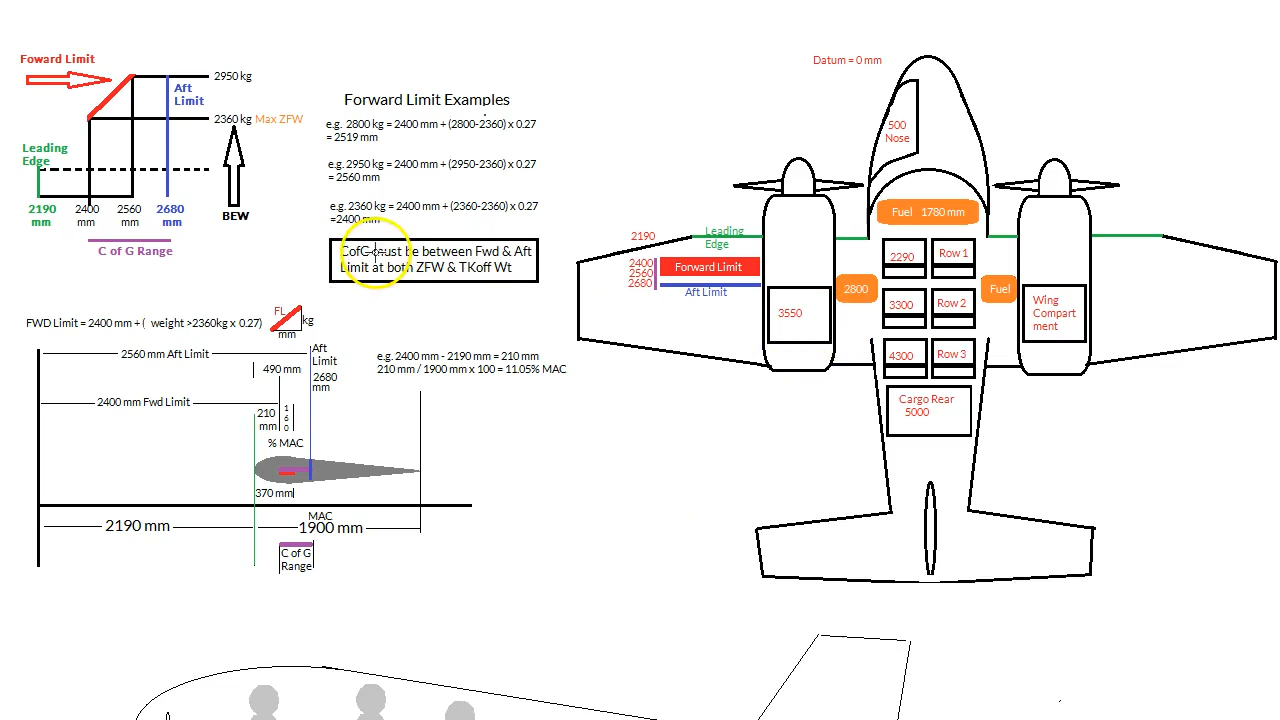 Foward Limit
2950 kg
Aft
Limit
2360 kg Max ZFW
Leading
Edge
2190
mm
2400
mm
2560
mm
2680
mm
BEW
C of G Range
Forward Limit Examples
e.g. 2800 kg = 2400 mm + (2800-2360) x 0.27
= 2519 mm
e.g. 2950 kg = 2400 mm + (2950-2360) x 0.27
= 2560 mm
e.g. 2360 kg = 2400 mm + (2360-2360) x 0.27
=2400 mm
CofG must be between Fwd & Aft
Limit at both ZFW & TKoff Wt
FWD Limit = 2400 mm + ( weight >2360kg x 0.27)
FL
kg
mm
2560 mm Aft Limit
Aft
Limit
2680
mm
490 mm
e.g. 2400 mm - 2190 mm = 210 mm
210 mm / 1900 mm x 100 = 11.05% MAC
2400 mm Fwd Limit
210
mm
1
6
0
% MAC
370 mm
MAC
2190 mm
1900 mm
C of G
Range
Datum = 0 mm
500
Nose
Fuel 1780 mm
2190
Leading
Edge
2400
2560
2680
Forward Limit
Aft Limit
2290
Row 1
2800
Fuel
3300
Row 2
3550
Wing
Compart
ment
4300
Row 3
Cargo Rear
5000